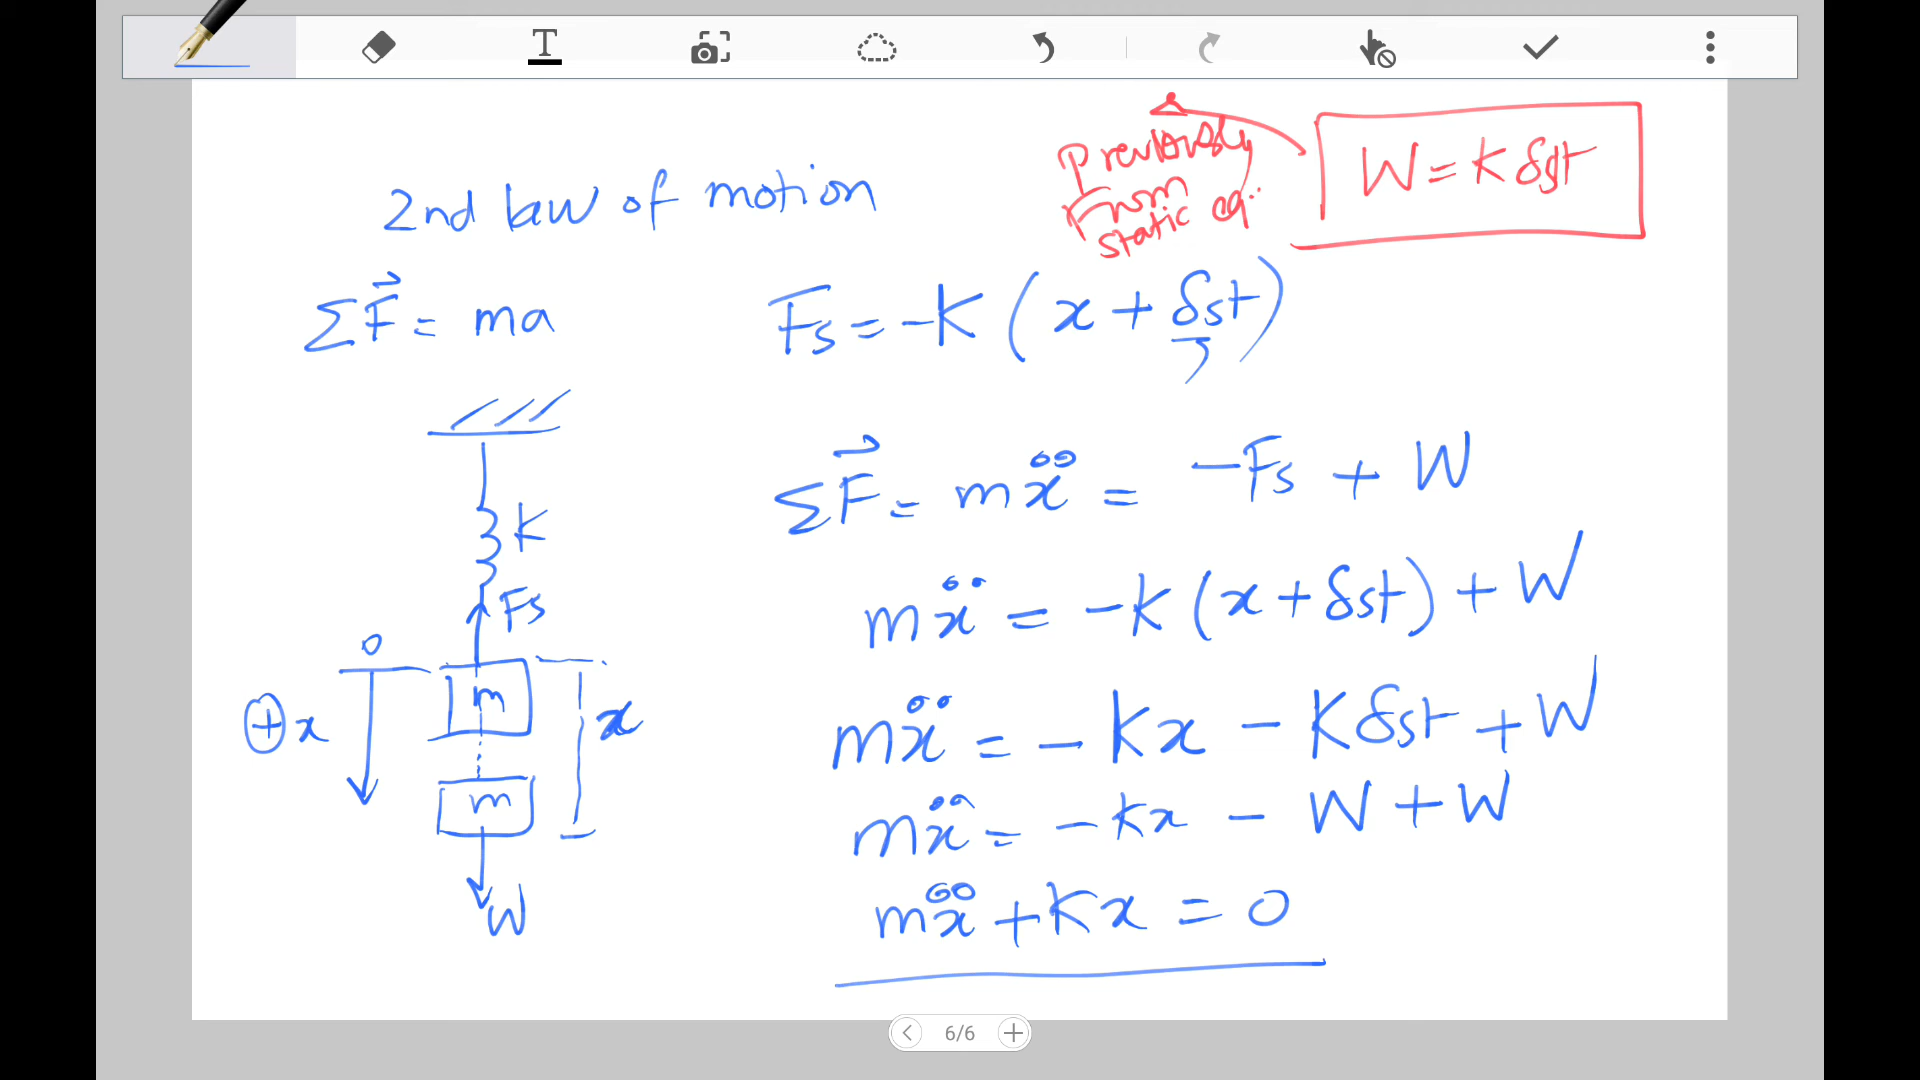 T
Previously
From
static eq.
W = K δst
2nd law of motion
ΣF⃗ = ma
Fs = -K (x + δst)
K
Fs
0
m
+ x
x
m
W
ΣF⃗ = mẍ = -Fs + W
mẍ = -K (x + δst) + W
mẍ = - Kx - Kδst + W
mẍ = - Kx - W + W
mẍ + Kx = 0
6/6